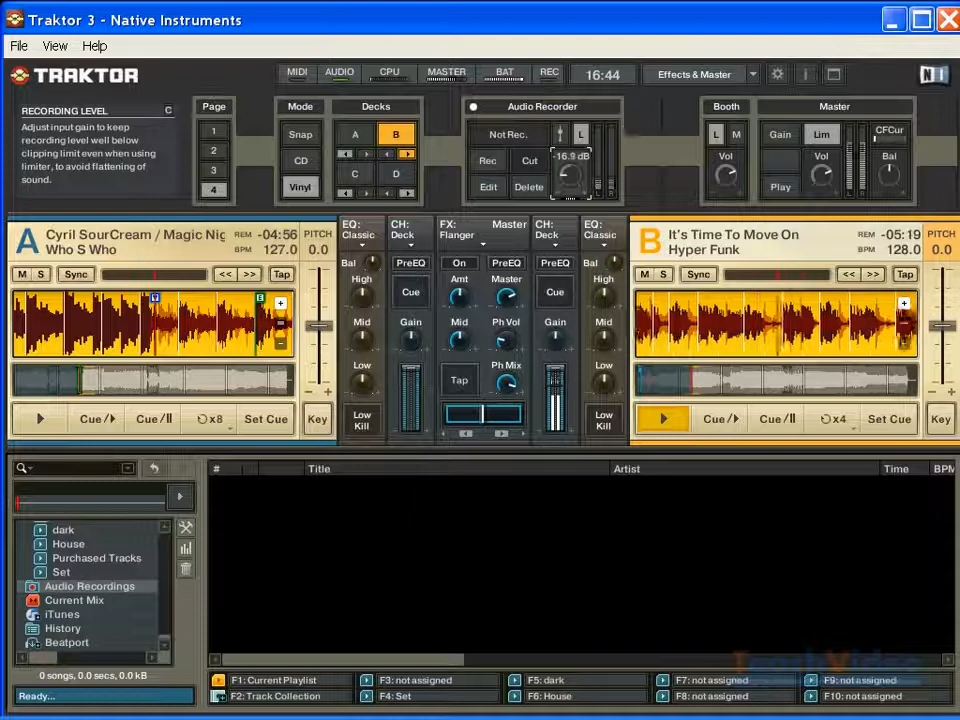 Traktor 3 - Native Instruments
File View Help
TRAKTOR
MIDI AUDIO CPU MASTER BAT REC 16:44 Effects & Master
RECORDING LEVEL C
Adjust input gain to keep
recording level well below
clipping limit even when using
limiter, to avoid flattening of
sound.
Page
1
2
3
4
Mode
Snap
CD
Vinyl
Decks
A B
C D
Audio Recorder
Not Rec. L
Rec Cut -16.9 dB
Edit Delete
Booth
L M
Vol
Master
Gain Lim CFCur
Vol Bal
Play
A
Cyril SourCream / Magic Nig
Who S Who
REM -04:56
BPM 127.0
PITCH
0.0
M S Sync << >> Tap
Cue/ Cue/II x8 Set Cue Key
EQ:
Classic
Bal
High
Mid
Low
Low
Kill
CH:
Deck
PreEQ
Cue
Gain
FX: Master
Flanger
On PreEQ
Amt Master
Mid Ph Vol
Tap Ph Mix
CH:
Deck
PreEQ
Cue
Gain
EQ:
Classic
Bal
High
Mid
Low
Low
Kill
B
It's Time To Move On
Hyper Funk
REM -05:19
BPM 128.0
PITCH
0.0
M S Sync << >> Tap
Cue/ Cue/II x4 Set Cue Key
# Title Artist Time BPM
dark
House
Purchased Tracks
Set
Audio Recordings
Current Mix
iTunes
History
Beatport
0 songs, 0.0 secs, 0.0 kB
Ready...
F1: Current Playlist F3: not assigned F5: dark F7: not assigned F9: not assigned
F2: Track Collection F4: Set F6: House F8: not assigned F10: not assigned